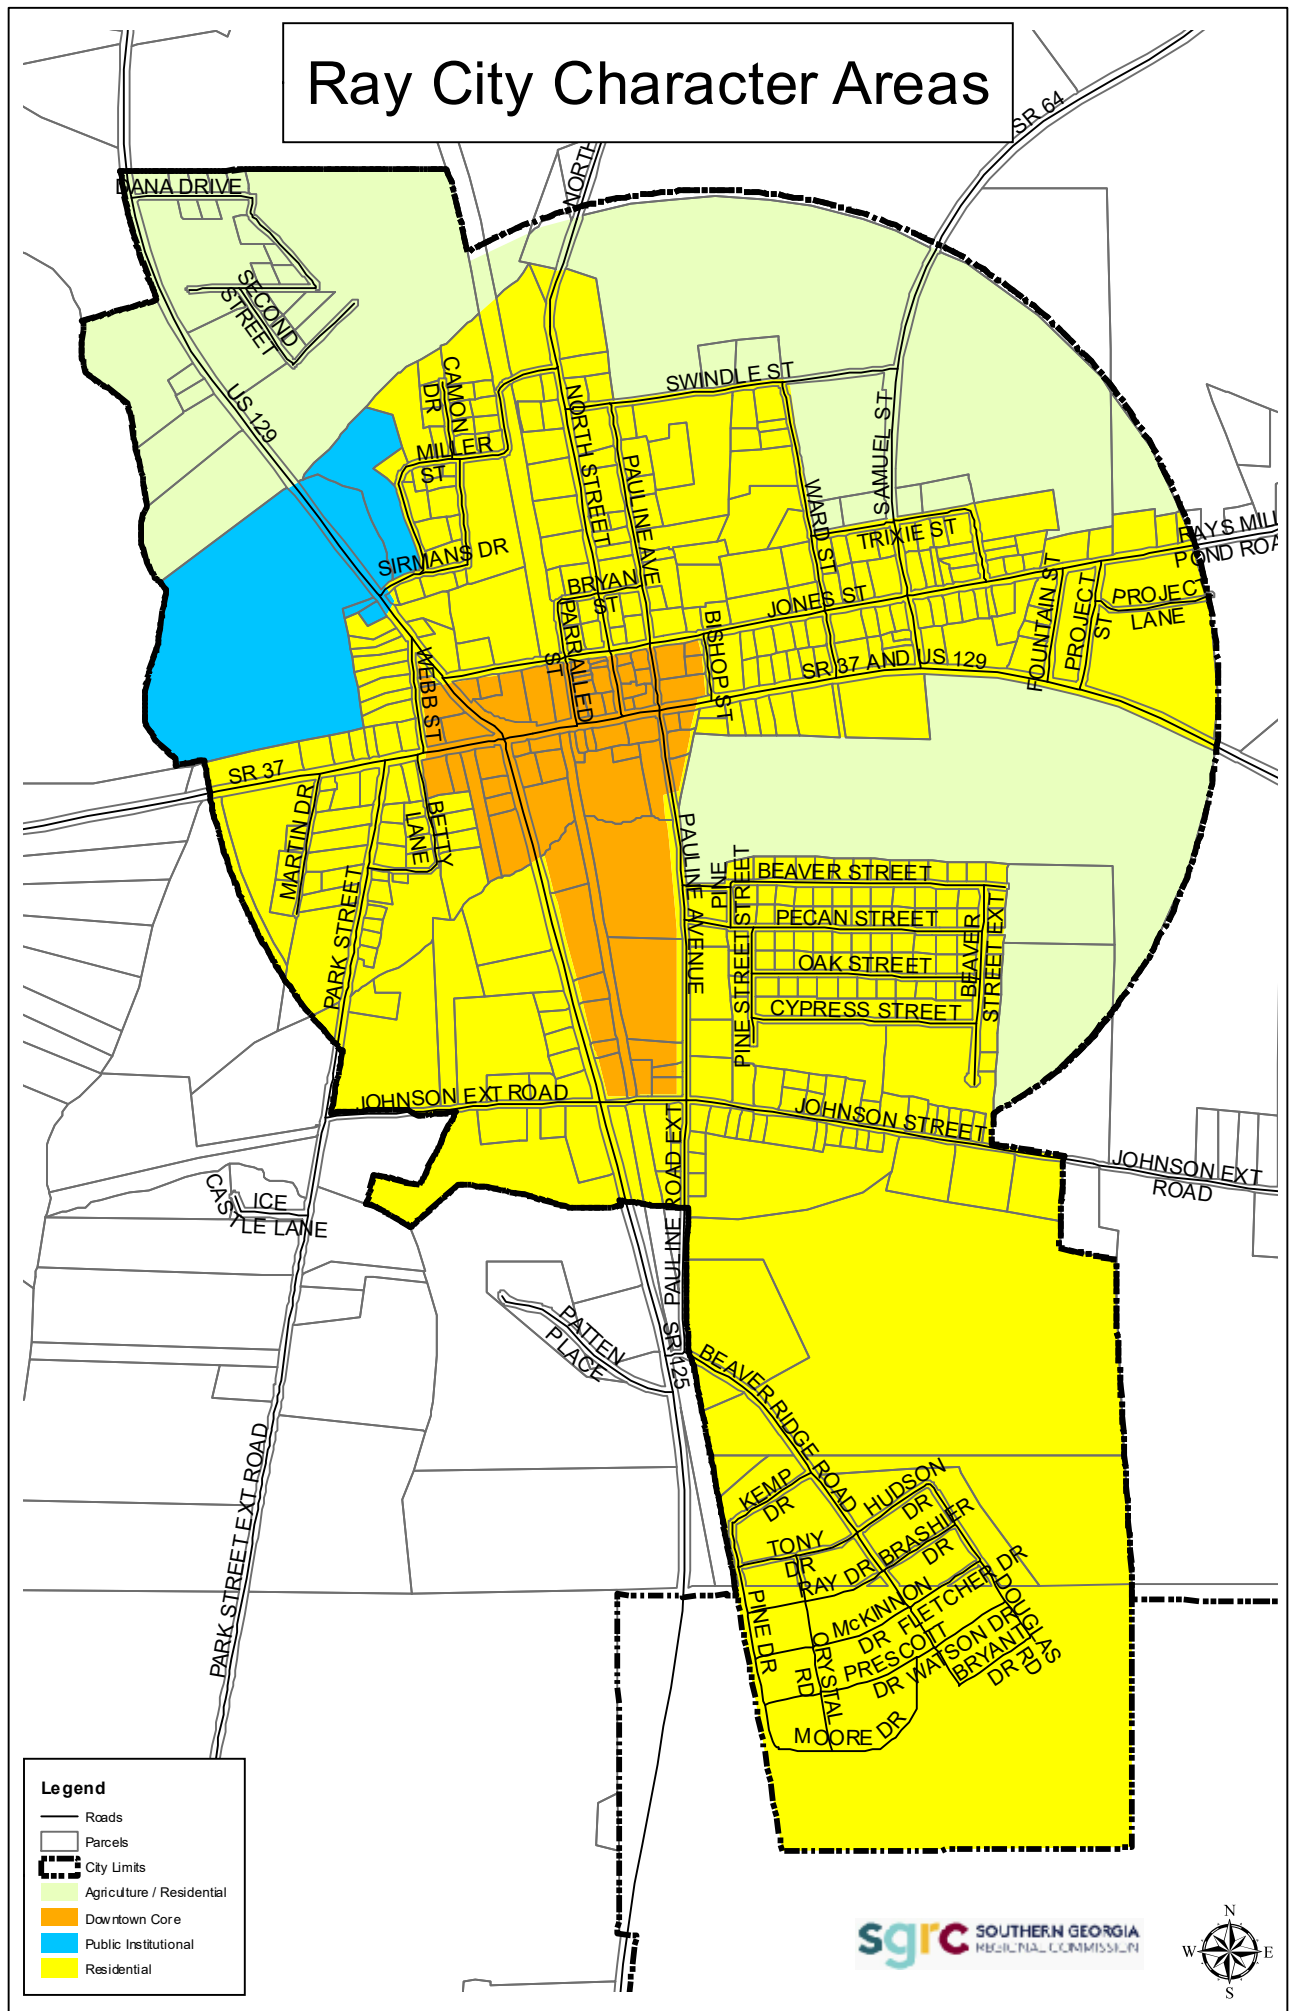 Ray City Character Areas
SR 64
NORTH
DANA DRIVE
SECOND
STREET
US 129
CAMON
DR
MILLER
ST
SWINDLE ST
NORTH STREET
PAULINE AVE
SAMUEL ST
WARD ST
TRIXIE ST
RAYS MILL
POND ROA
SIRMANS DR
BRYAN
ST
PARRALLED
ST
JONES ST
BISHOP ST
FOUNTAIN ST
PROJECT
ST
PROJECT
LANE
WEBB ST
SR 37 AND US 129
SR 37
MARTIN DR
BETTY
LANE
PARK STREET
PAULINE AVENUE
PINE
PINE STREET STREET
BEAVER STREET
PECAN STREET
OAK STREET
CYPRESS STREET
BEAVER
STREET EXT
JOHNSON EXT ROAD
JOHNSON STREET
JOHNSON EXT
ROAD
ICE
CASTLE LANE
PAULINE ROAD EXT
SR 125
PATTEN
PLACE
BEAVER RIDGE ROAD
PARK STREET EXT ROAD
KEMP
DR
HUDSON
DR
TONY
DR
BRASHIER
DR
RAY DR
McKINNON
DR
FLETCHER DR
DOUGLAS
RD
PINE DR
CRYSTAL
RD
PRESCOTT
DR
WATSON DR
BRYANT
DR
MOORE DR
Legend
Roads
Parcels
City Limits
Agriculture / Residential
Downtown Core
Public Institutional
Residential
sgrc SOUTHERN GEORGIA
REGIONAL COMMISSION
N
W E
S